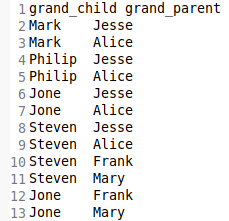 1 grand_child grand_parent
2 Mark Jesse
3 Mark Alice
4 Philip Jesse
5 Philip Alice
6 Jone Jesse
7 Jone Alice
8 Steven Jesse
9 Steven Alice
10 Steven Frank
11 Steven Mary
12 Jone Frank
13 Jone Mary